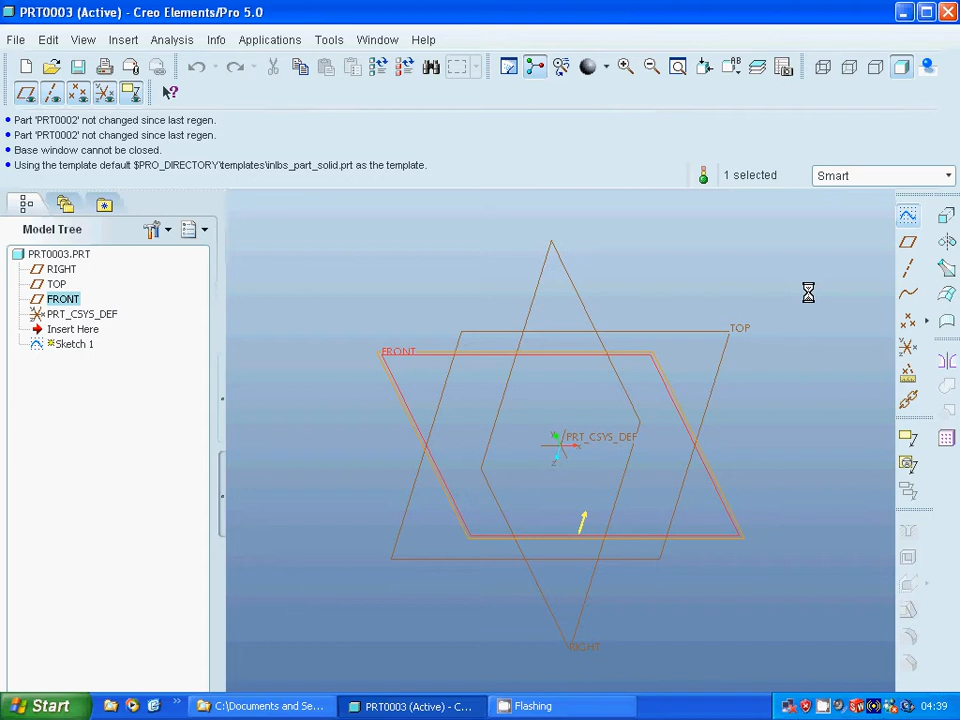 PRT0003 (Active) - Creo Elements/Pro 5.0
File Edit View Insert Analysis Info Applications Tools Window Help
Part 'PRT0002' not changed since last regen.
Part 'PRT0002' not changed since last regen.
Base window cannot be closed.
Using the template default $PRO_DIRECTORY\templates\inlbs_part_solid.prt as the template.
1 selected
Smart
Model Tree
PRT0003.PRT
RIGHT
TOP
FRONT
PRT_CSYS_DEF
Insert Here
Sketch 1
TOP
FRONT
PRT_CSYS_DEF
Y
X
Z
RIGHT
Start
C:\Documents and Se...
PRT0003 (Active) - C...
Flashing
04:39